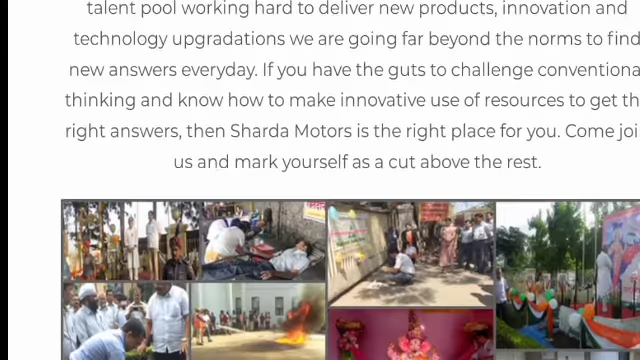 talent pool working hard to deliver new products, innovation and
technology upgradations we are going far beyond the norms to find
new answers everyday. If you have the guts to challenge conventiona
thinking and know how to make innovative use of resources to get th
right answers, then Sharda Motors is the right place for you. Come joi
us and mark yourself as a cut above the rest.